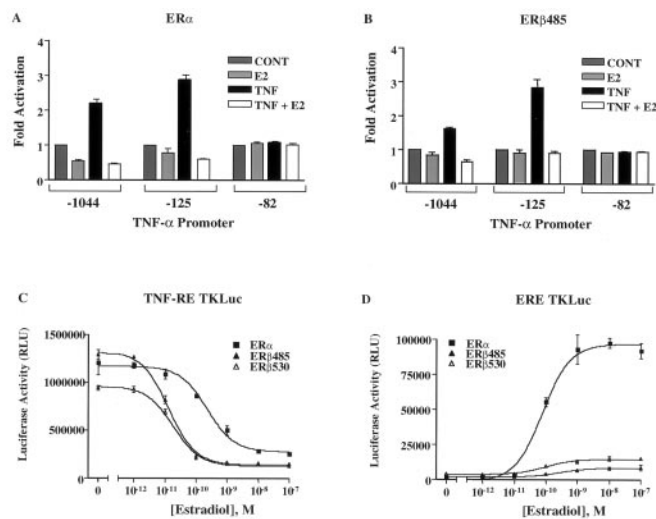 A
ERα
Fold Activation
4
3
2
1
0
CONT
E2
TNF
TNF + E2
-1044
-125
-82
TNF-α Promoter
B
ERβ485
Fold Activation
4
3
2
1
0
CONT
E2
TNF
TNF + E2
-1044
-125
-82
TNF-α Promoter
C
TNF-RE TKLuc
Luciferase Activity (RLU)
1500000
1000000
500000
0
ERα
ERβ485
ERβ530
0 10⁻¹² 10⁻¹¹ 10⁻¹⁰ 10⁻⁹ 10⁻⁸ 10⁻⁷
[Estradiol], M
D
ERE TKLuc
Luciferase Activity (RLU)
100000
75000
50000
25000
0
ERα
ERβ485
ERβ530
0 10⁻¹² 10⁻¹¹ 10⁻¹⁰ 10⁻⁹ 10⁻⁸ 10⁻⁷
[Estradiol], M